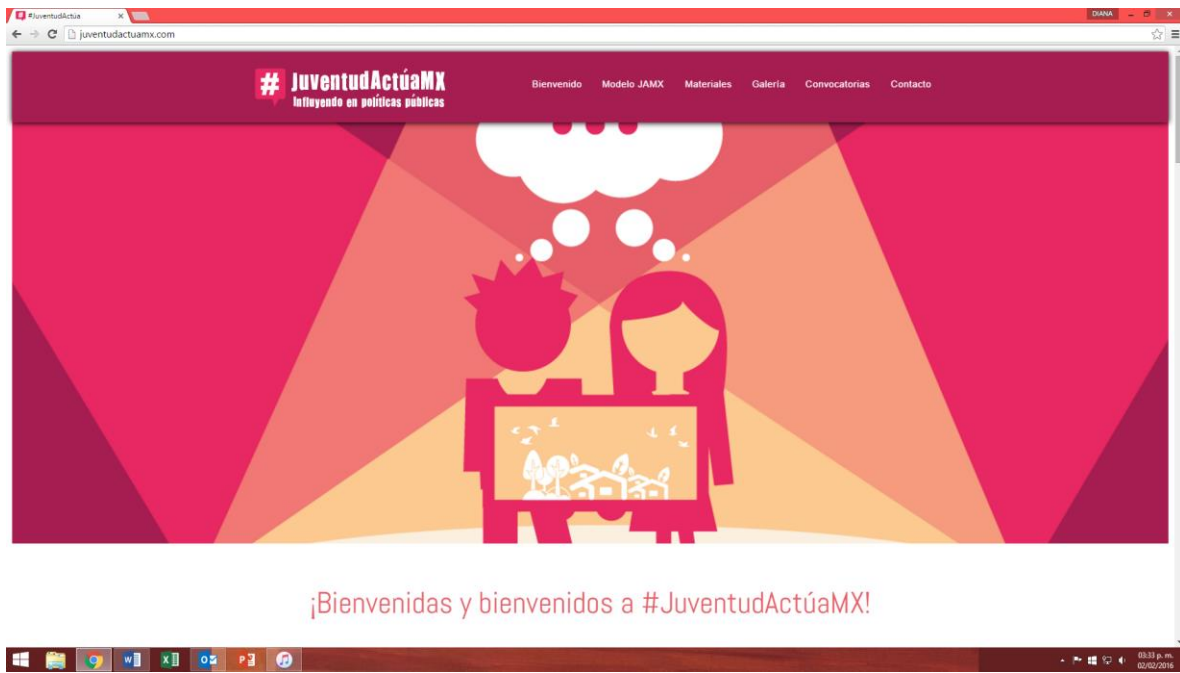 #JuventudActúa
DIANA
juventudactuamx.com
# JuventudActúaMX
Influyendo en políticas públicas
Bienvenido Modelo JAMX Materiales Galería Convocatorias Contacto
¡Bienvenidas y bienvenidos a #JuventudActúaMX!
03:33 p. m.
02/02/2016